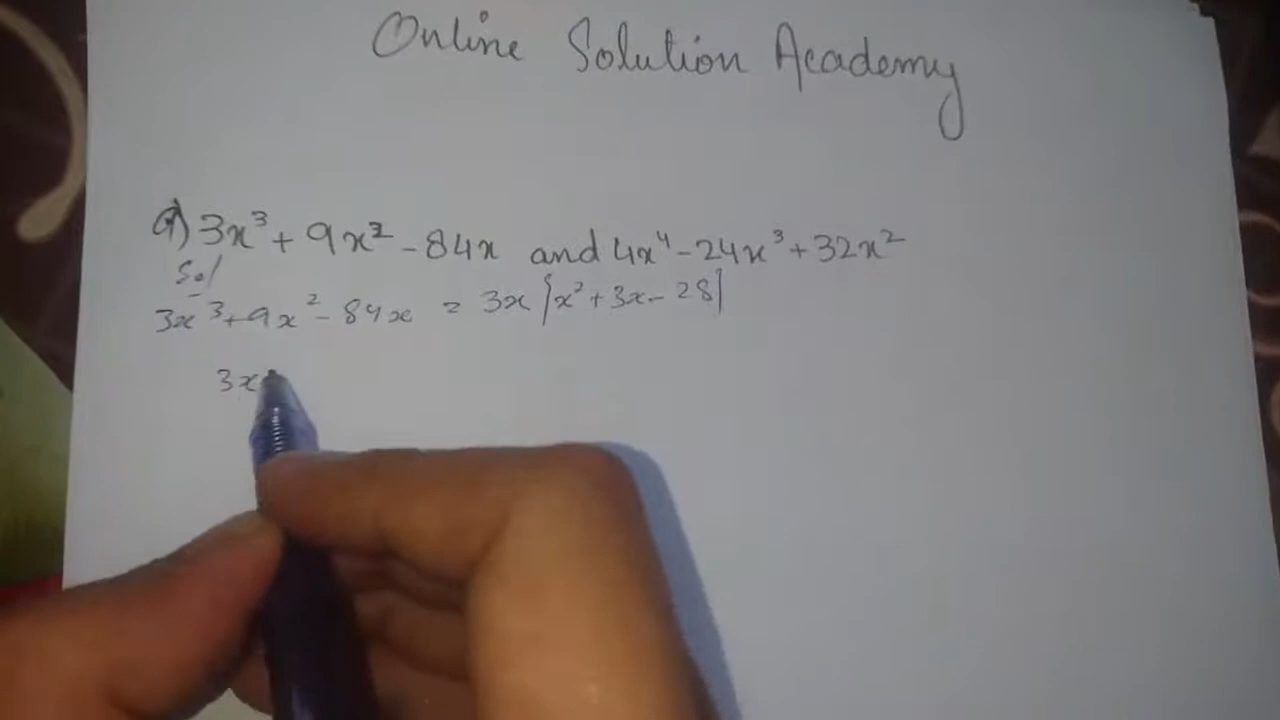 Online Solution Academy
Q) 3x³ + 9x² - 84x and 4x⁴ - 24x³ + 32x²
Sol
3x³ + 9x² - 84x = 3x [x² + 3x - 28]
3x